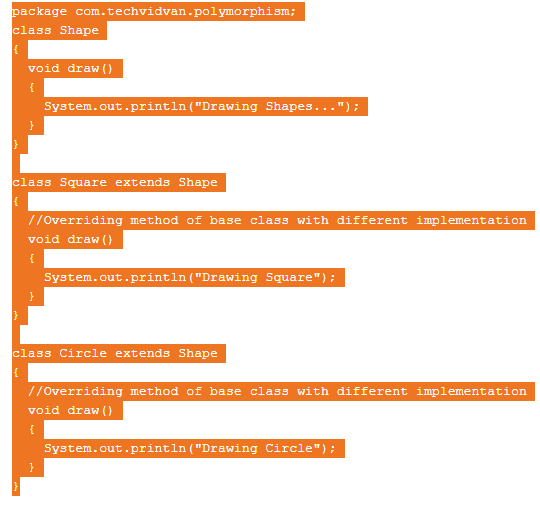 package com.techvidvan.polymorphism;
class Shape
{
  void draw()
  {
    System.out.println("Drawing Shapes...");
  }
}

class Square extends Shape
{
  //Overriding method of base class with different implementation
  void draw()
  {
    System.out.println("Drawing Square");
  }
}

class Circle extends Shape
{
  //Overriding method of base class with different implementation
  void draw()
  {
    System.out.println("Drawing Circle");
  }
}